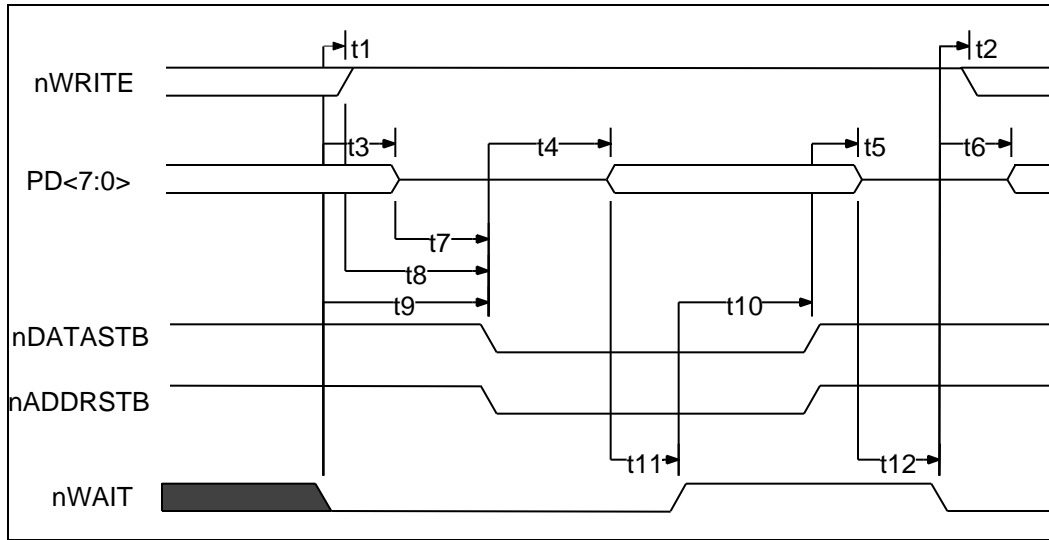 t1 t2
nWRITE
t3 t4 t5 t6
PD<7:0>
t7
t8
t9 t10
nDATASTB
nADDRSTB
t11 t12
nWAIT